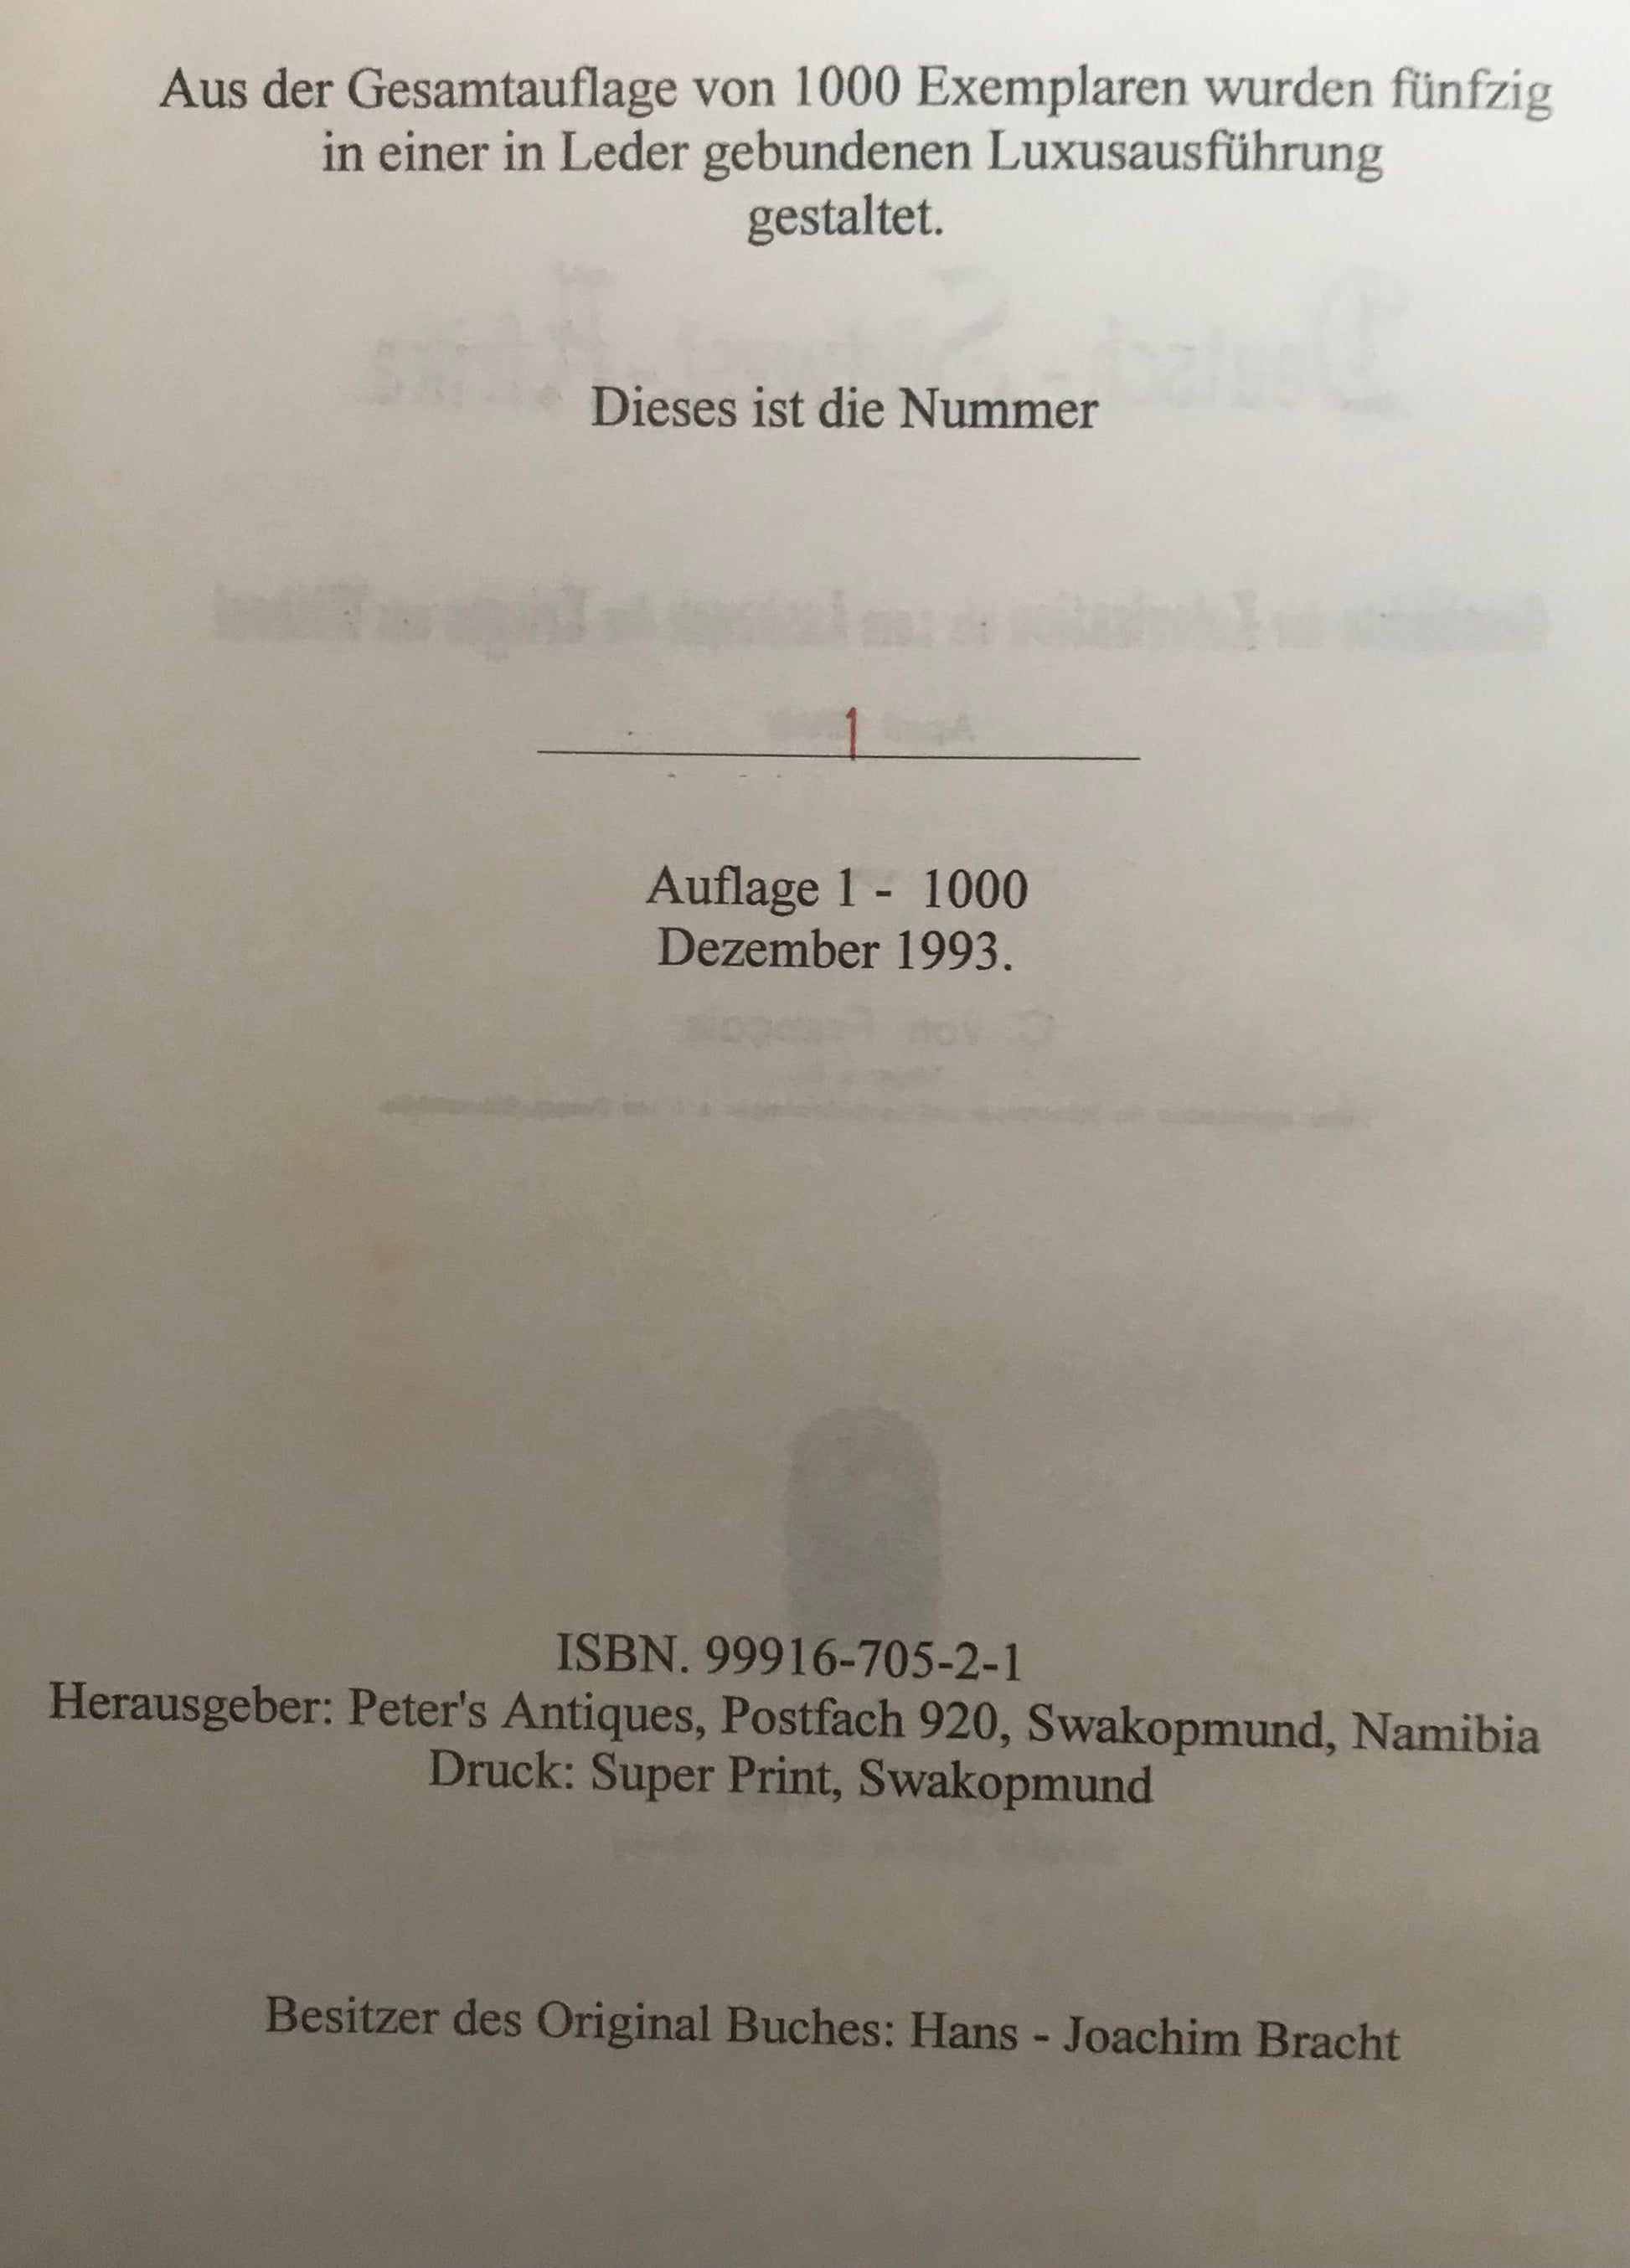 Aus der Gesamtauflage von 1000 Exemplaren wurden fünfzig
in einer in Leder gebundenen Luxusausführung
gestaltet.
Dieses ist die Nummer
1
Auflage 1 - 1000
Dezember 1993.
C. von François
ISBN. 99916-705-2-1
Herausgeber: Peter's Antiques, Postfach 920, Swakopmund, Namibia
Druck: Super Print, Swakopmund
Besitzer des Original Buches: Hans - Joachim Bracht